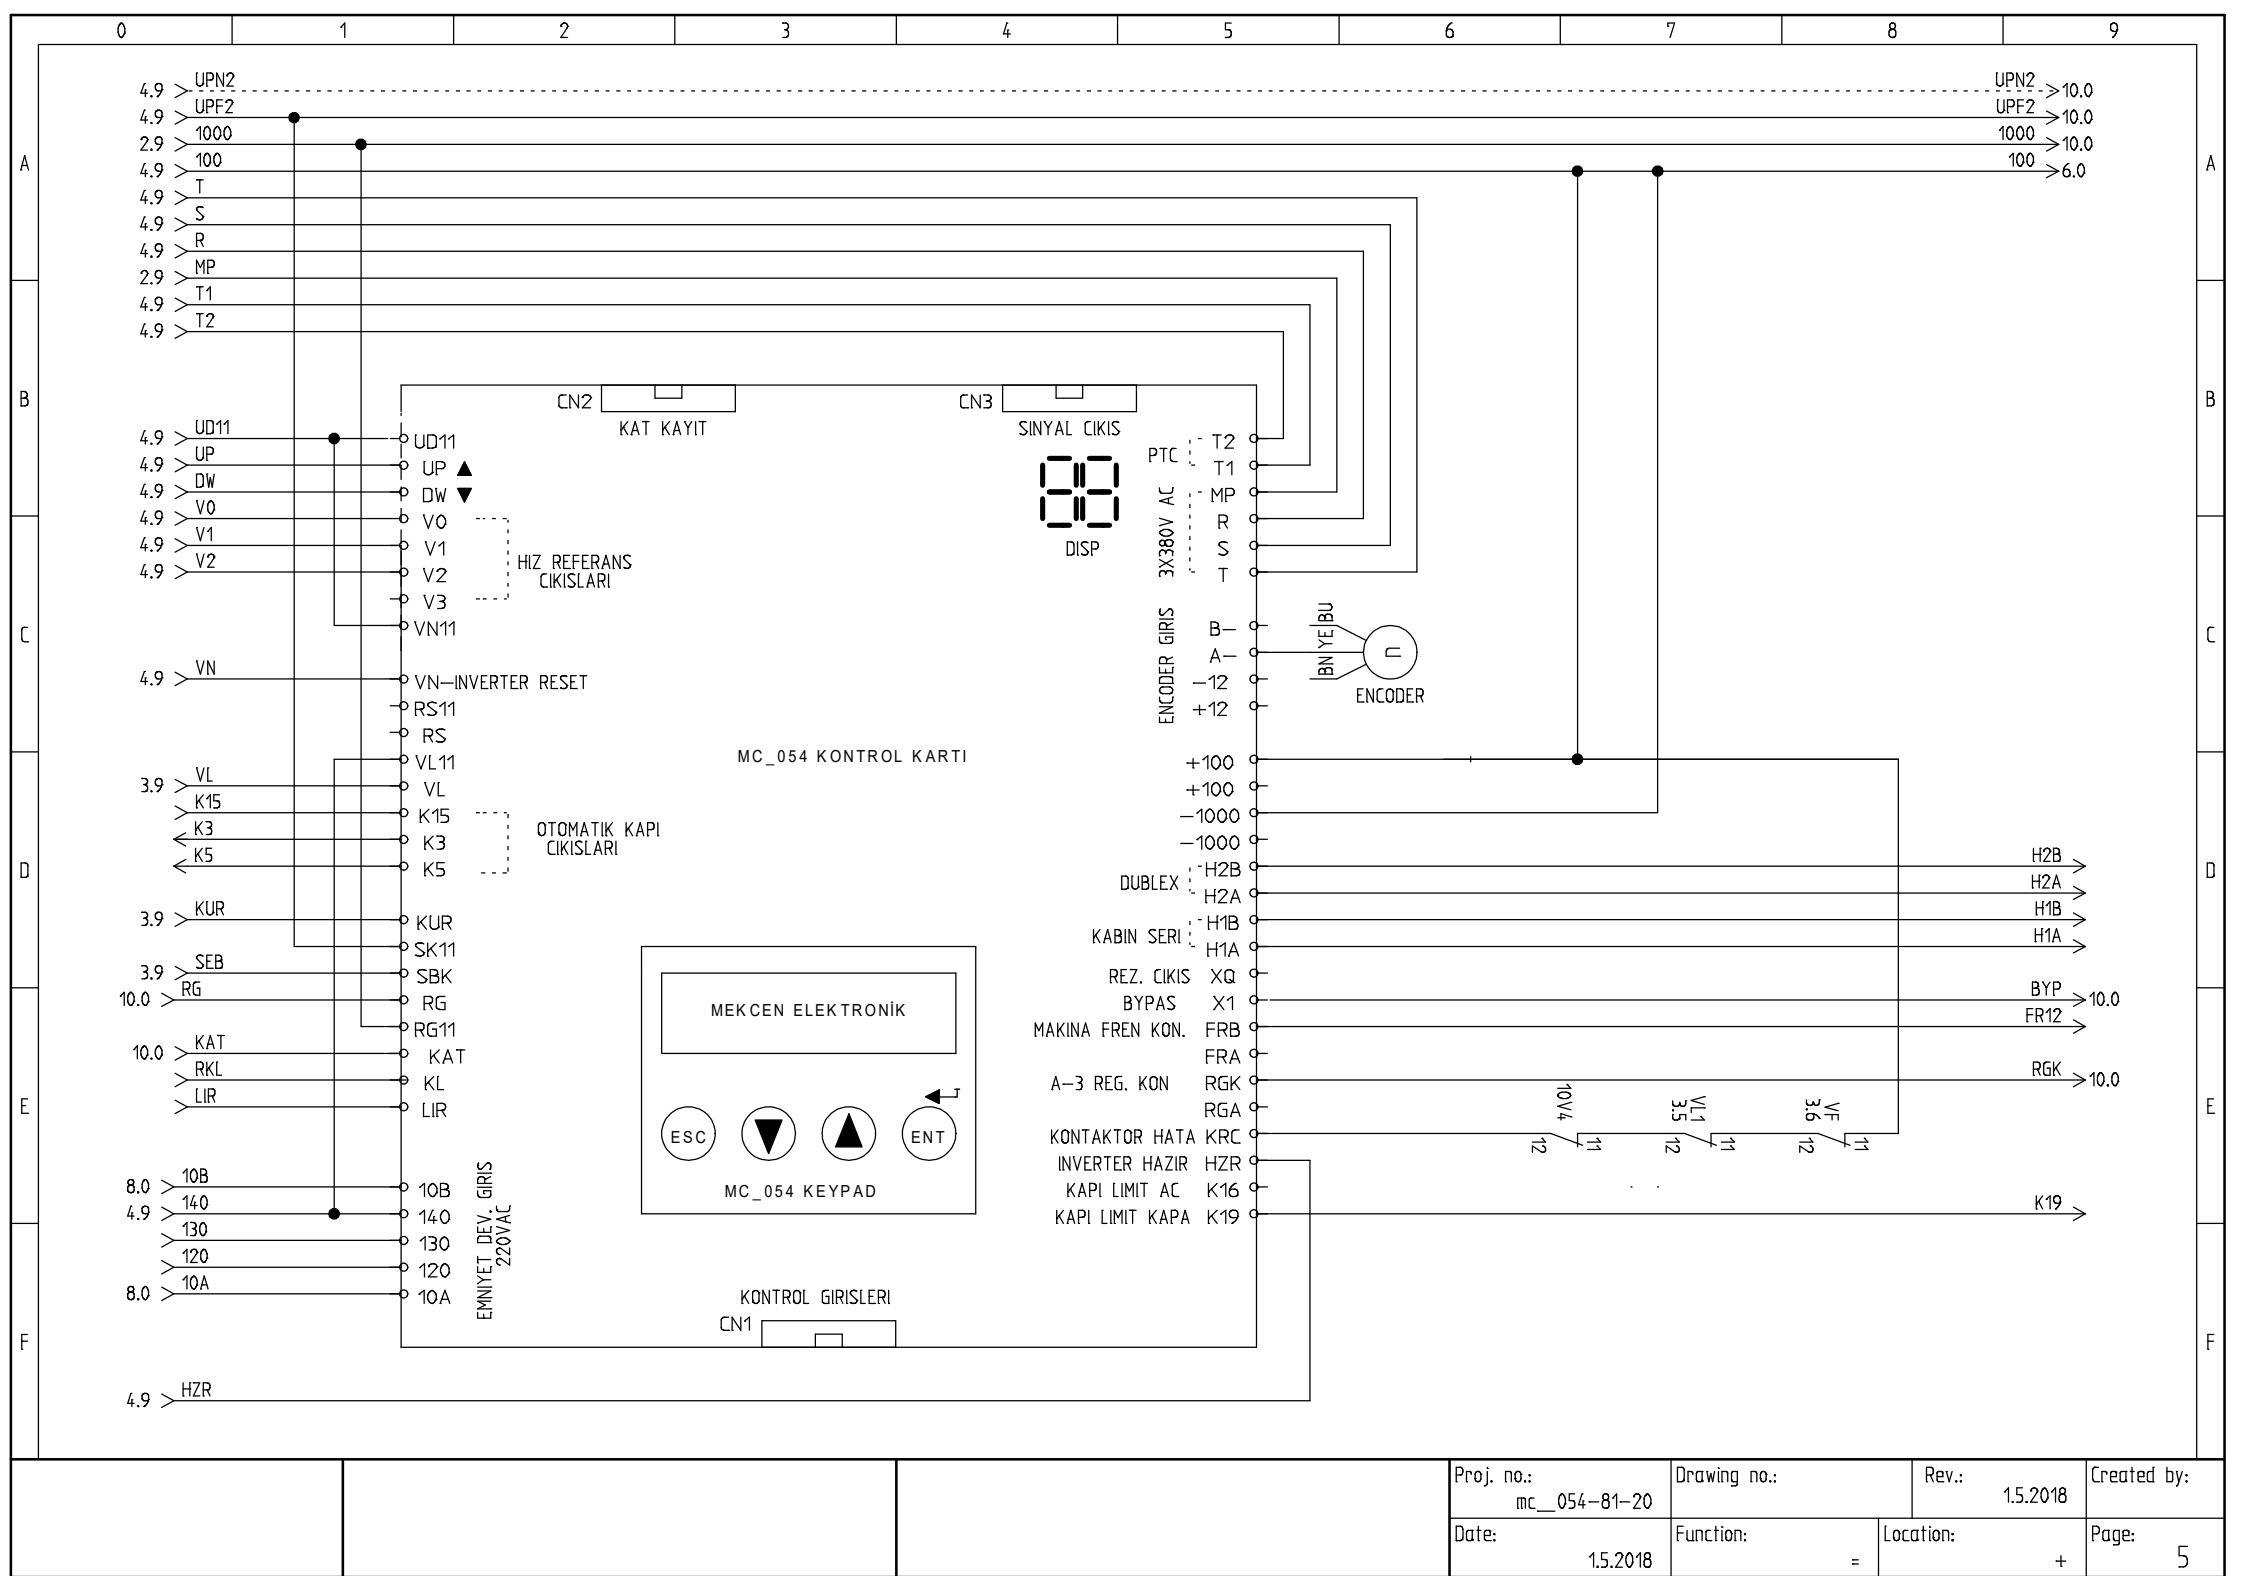 0 1 2 3 4 5 6 7 8 9
4.9 UPN2 UPN2 10.0
4.9 UPF2 UPF2 10.0
2.9 1000 1000 10.0
A 4.9 100 100 6.0 A
4.9 T
4.9 S
4.9 R
2.9 MP
4.9 T1
4.9 T2
B CN2 CN3 B
KAT KAYIT SINYAL CIKIS
4.9 UD11 UD11 T2
PTC
4.9 UP UP T1
4.9 DW DW MP
4.9 V0 V0 R
3X380V AC
4.9 V1 V1 DISP S
HIZ REFERANS
CIKISLARI
4.9 V2 V2 T
V3
C VN11 B- BU C
YE
A- n
BN
ENCODER GIRIS
4.9 VN VN-INVERTER RESET -12 ENCODER
RS11 +12
RS
MC_054 KONTROL KARTI
VL11 +100
3.9 VL VL +100
K15 K15 -1000
K3 K3 -1000
OTOMATIK KAPI
CIKISLARI
D K5 K5 H2B H2B D
DUBLEX
H2A H2A
3.9 KUR KUR H1B H1B
KABIN SERI
SK11 H1A H1A
3.9 SEB SBK REZ. CIKIS XQ
10.0 RG RG BYPAS X1 BYP 10.0
MEKCEN ELEKTRONİK
RG11 MAKINA FREN KON. FRB FR12
10.0 KAT KAT FRA
RKL KL A-3 REG. KON RGK RGK 10.0
E LIR LIR RGA E
10V4 VL1 3.5 VF 3.6
ESC ENT
KONTAKTOR HATA KRC 12 11 12 11 12 11
INVERTER HAZIR HZR
8.0 10B 10B MC_054 KEYPAD KAPI LIMIT AC K16
4.9 140 140 KAPI LIMIT KAPA K19 K19
130 130
120 120
8.0 10A 10A
EMNIYET DEV. GIRIS
220VAC
KONTROL GIRISLERI
CN1
F F
4.9 HZR
Proj. no.: Drawing no.: Rev.: Created by:
mc__054-81-20 1.5.2018
Date: Function: Location: Page:
1.5.2018 = + 5